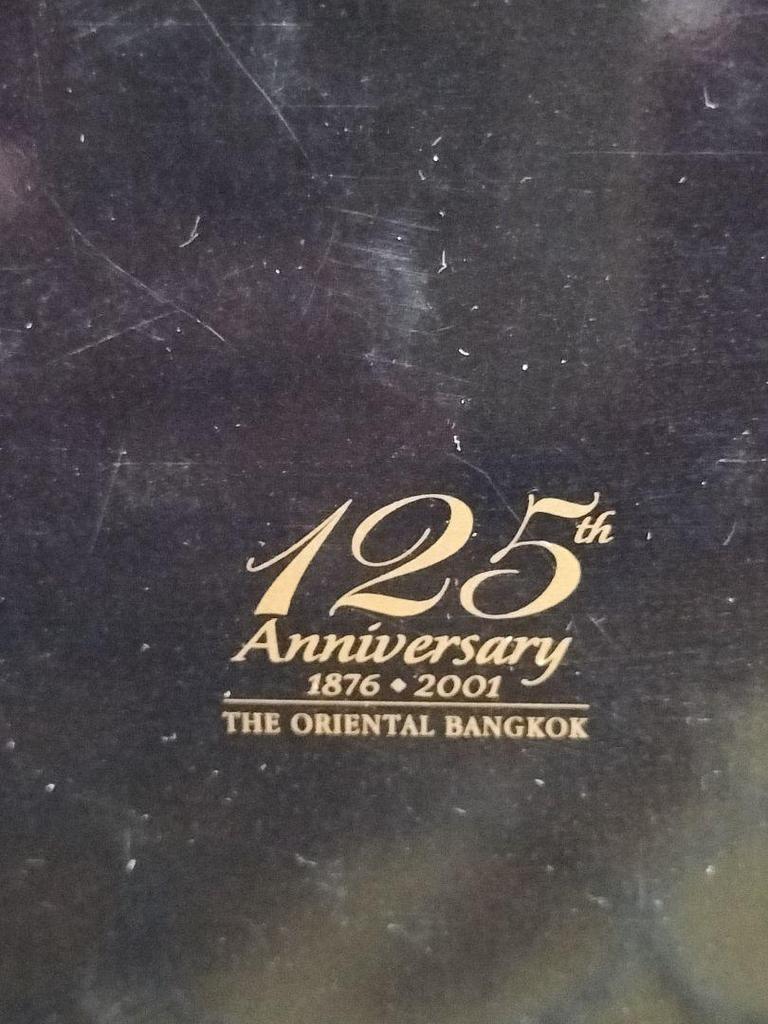 125th
Anniversary
1876 ◆ 2001
THE ORIENTAL BANGKOK